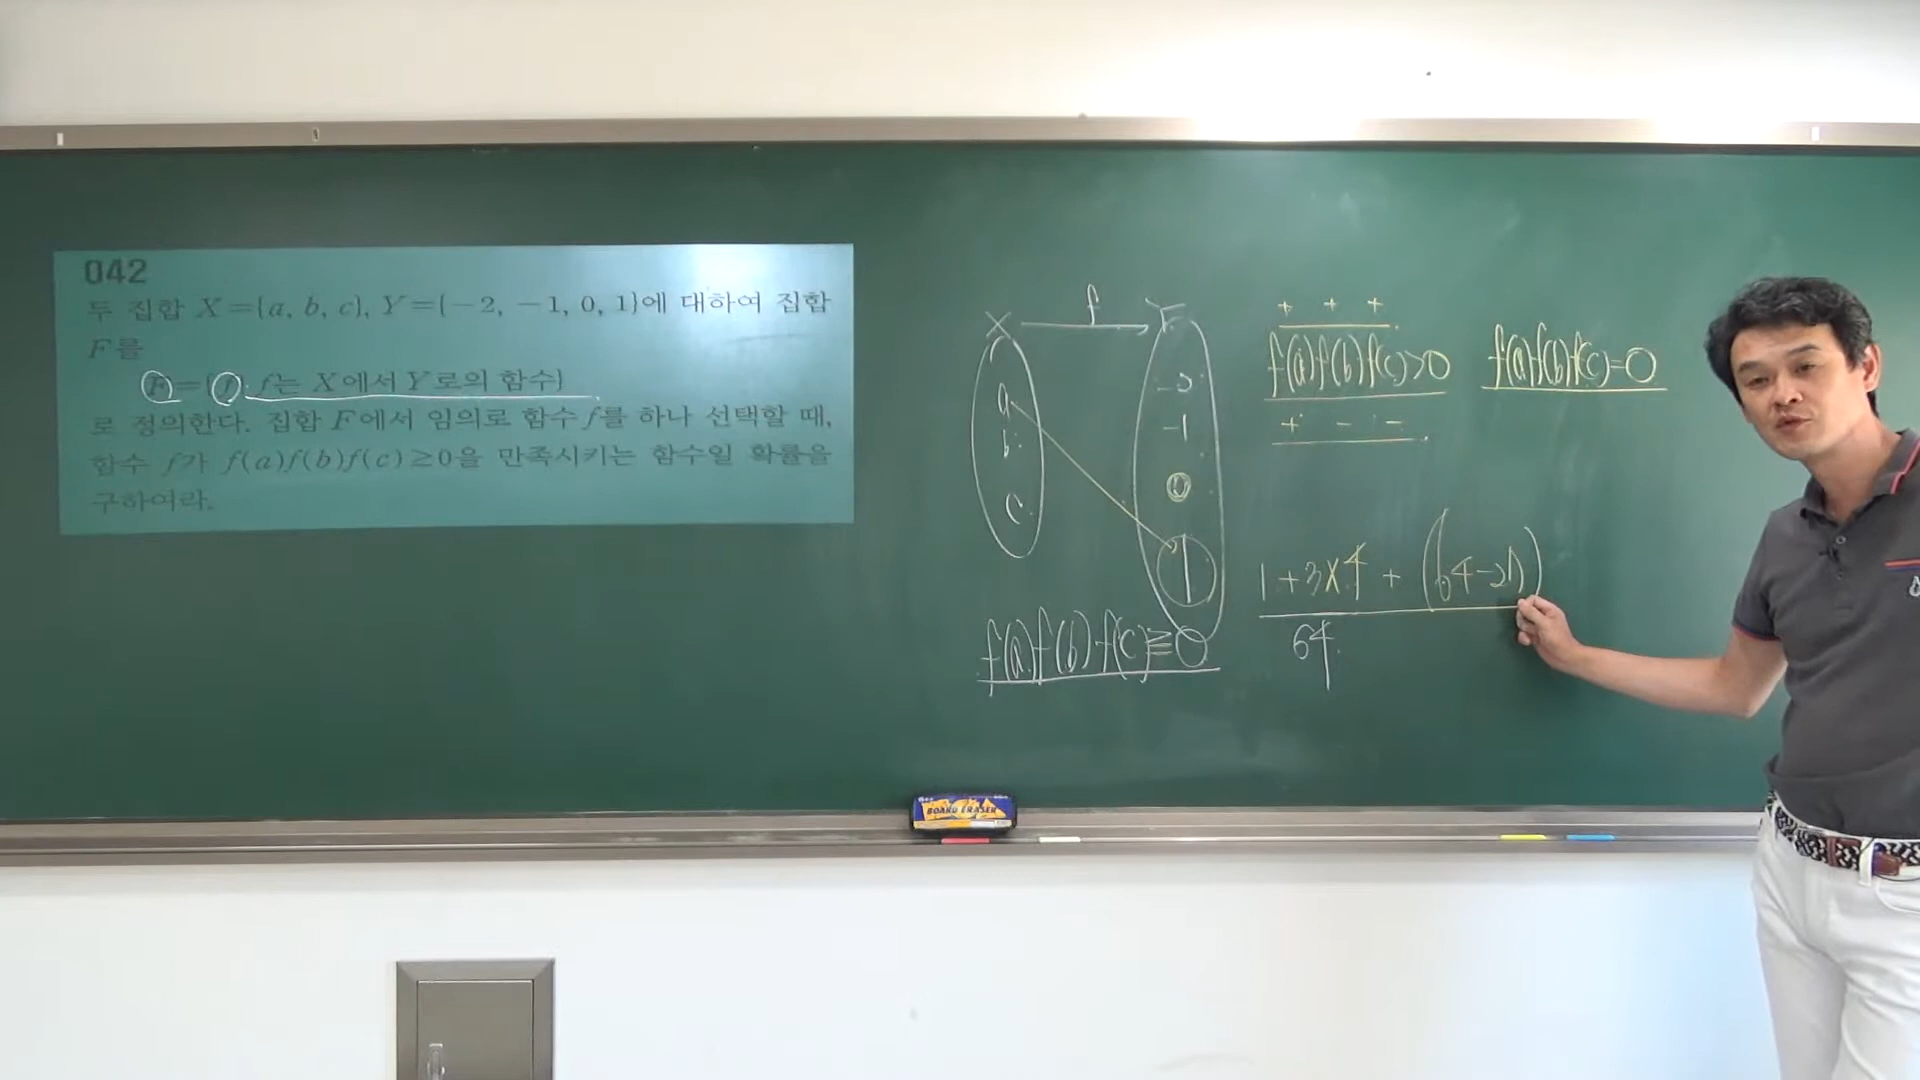 042
두 집합 X={a, b, c}, Y={-2, -1, 0, 1}에 대하여 집합
F를
F={f: f는 X에서 Y로의 함수}
로 정의한다. 집합 F에서 임의로 함수 f를 하나 선택할 때,
함수 f가 f(a)f(b)f(c)≥0을 만족시키는 함수일 확률을
구하여라.
X f Y
a
b
c
-2
-1
0
1
f(a)f(b)f(c)≧0
+ + +
f(a)f(b)f(c)>0
+ - -
f(a)f(b)f(c)=0
1+3×4+(64-27)
64
BOARD ERASER